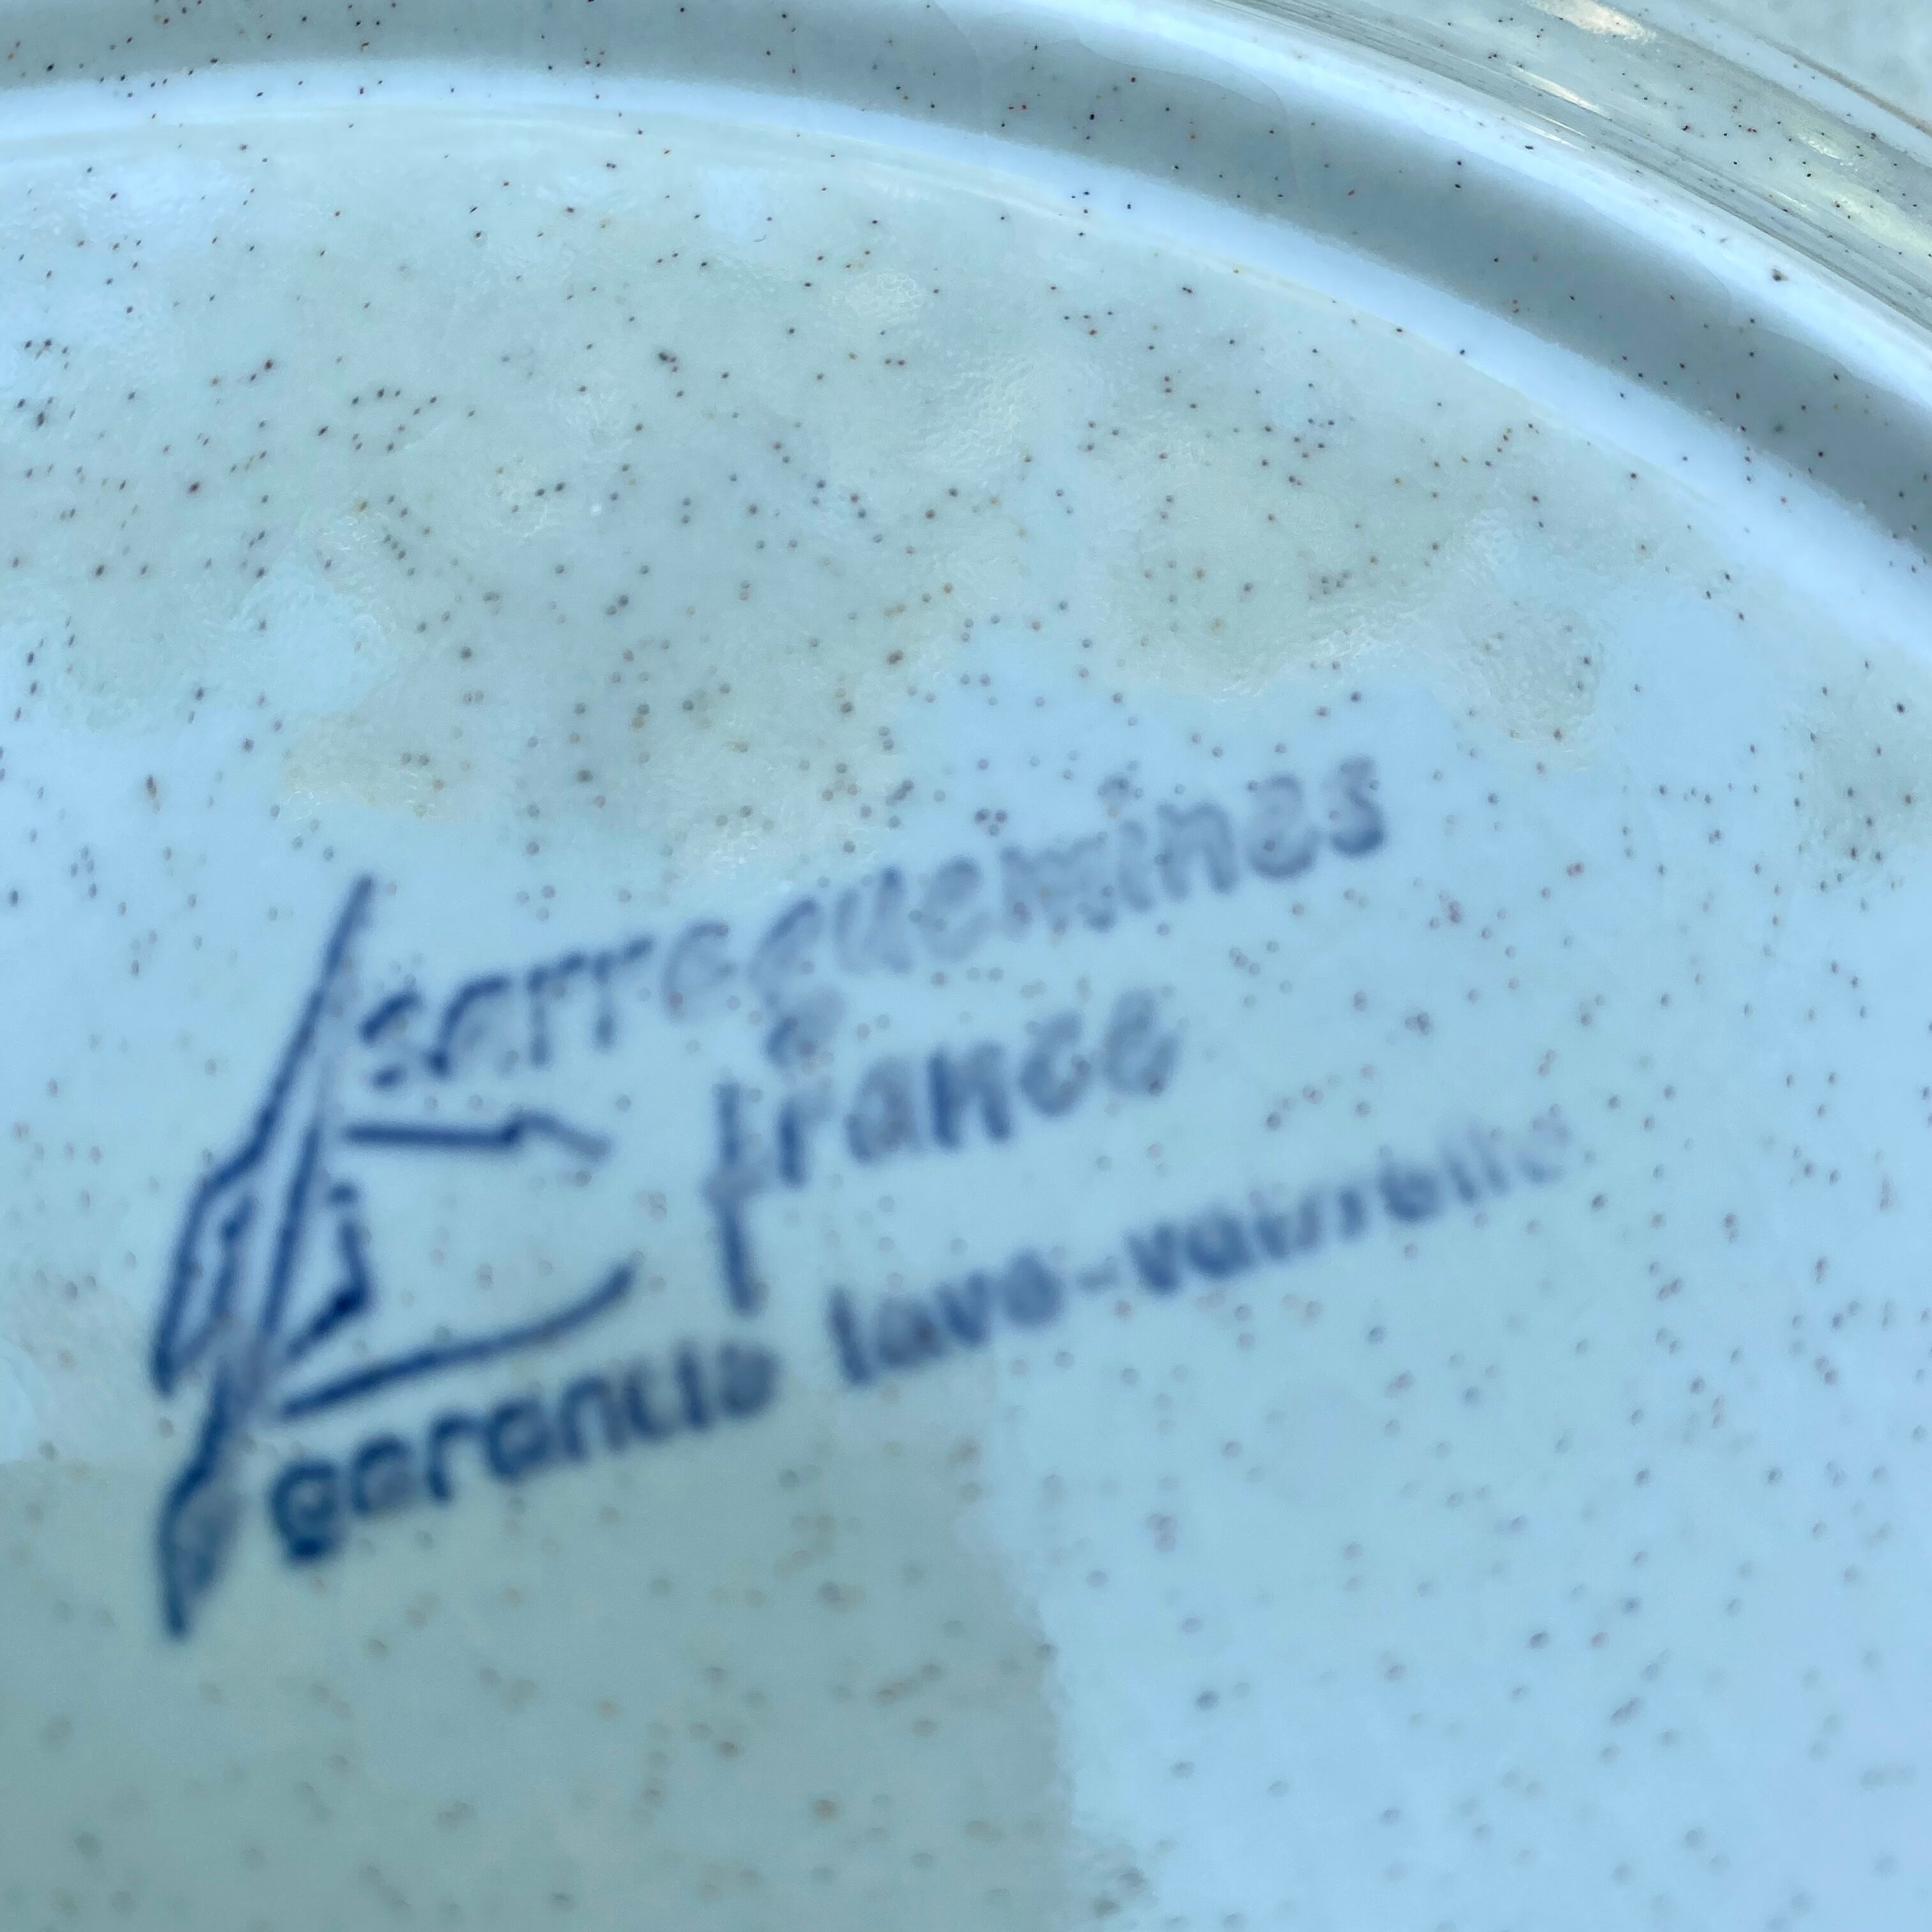 sarreguemines
france
garantie lave-vaisselle